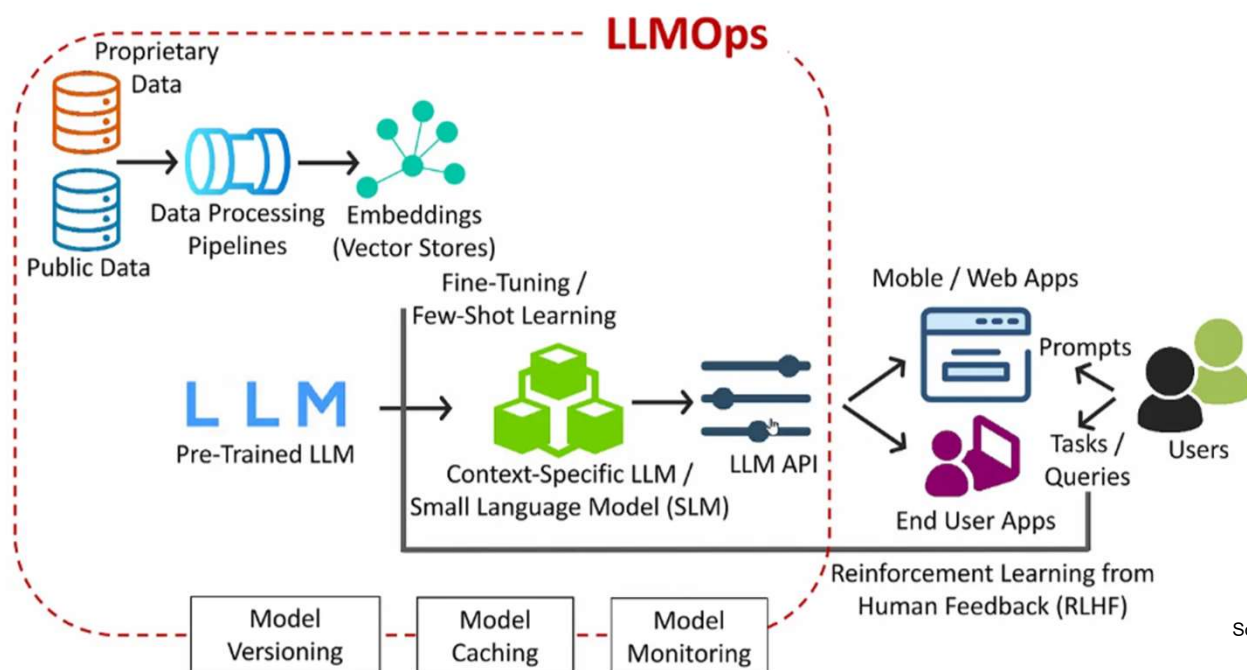 LLMOps
Proprietary
Data
Public Data
Data Processing
Pipelines
Embeddings
(Vector Stores)
Fine-Tuning /
Few-Shot Learning
LLM
Pre-Trained LLM
Context-Specific LLM /
Small Language Model (SLM)
LLM API
Moble / Web Apps
Prompts
Tasks /
Queries
Users
End User Apps
Reinforcement Learning from
Human Feedback (RLHF)
Model
Versioning
Model
Caching
Model
Monitoring